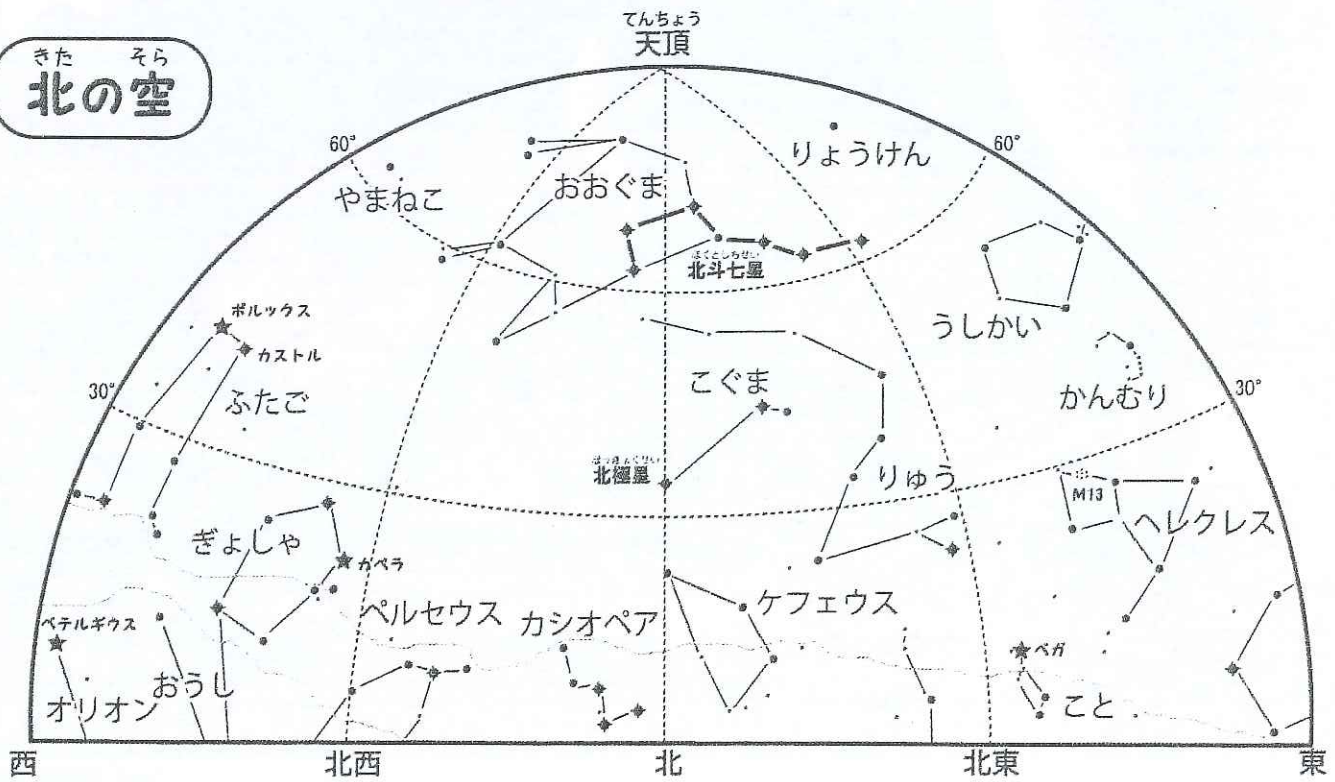 てんちょう
天頂
きた そら
北の空
60°
60°
りょうけん
やまねこ
おおぐま
ほくとしちせい
北斗七星
うしかい
ポルックス
カストル
ふたご
こぐま
かんむり
30°
30°
ほっきょくせい
北極星
りゅう
M13
ヘレクレス
ぎょしゃ
カペラ
ペルセウス
カシオペア
ケフェウス
ベテルギウス
ベガ
おうし
オリオン
こと
西
北西
北
北東
東